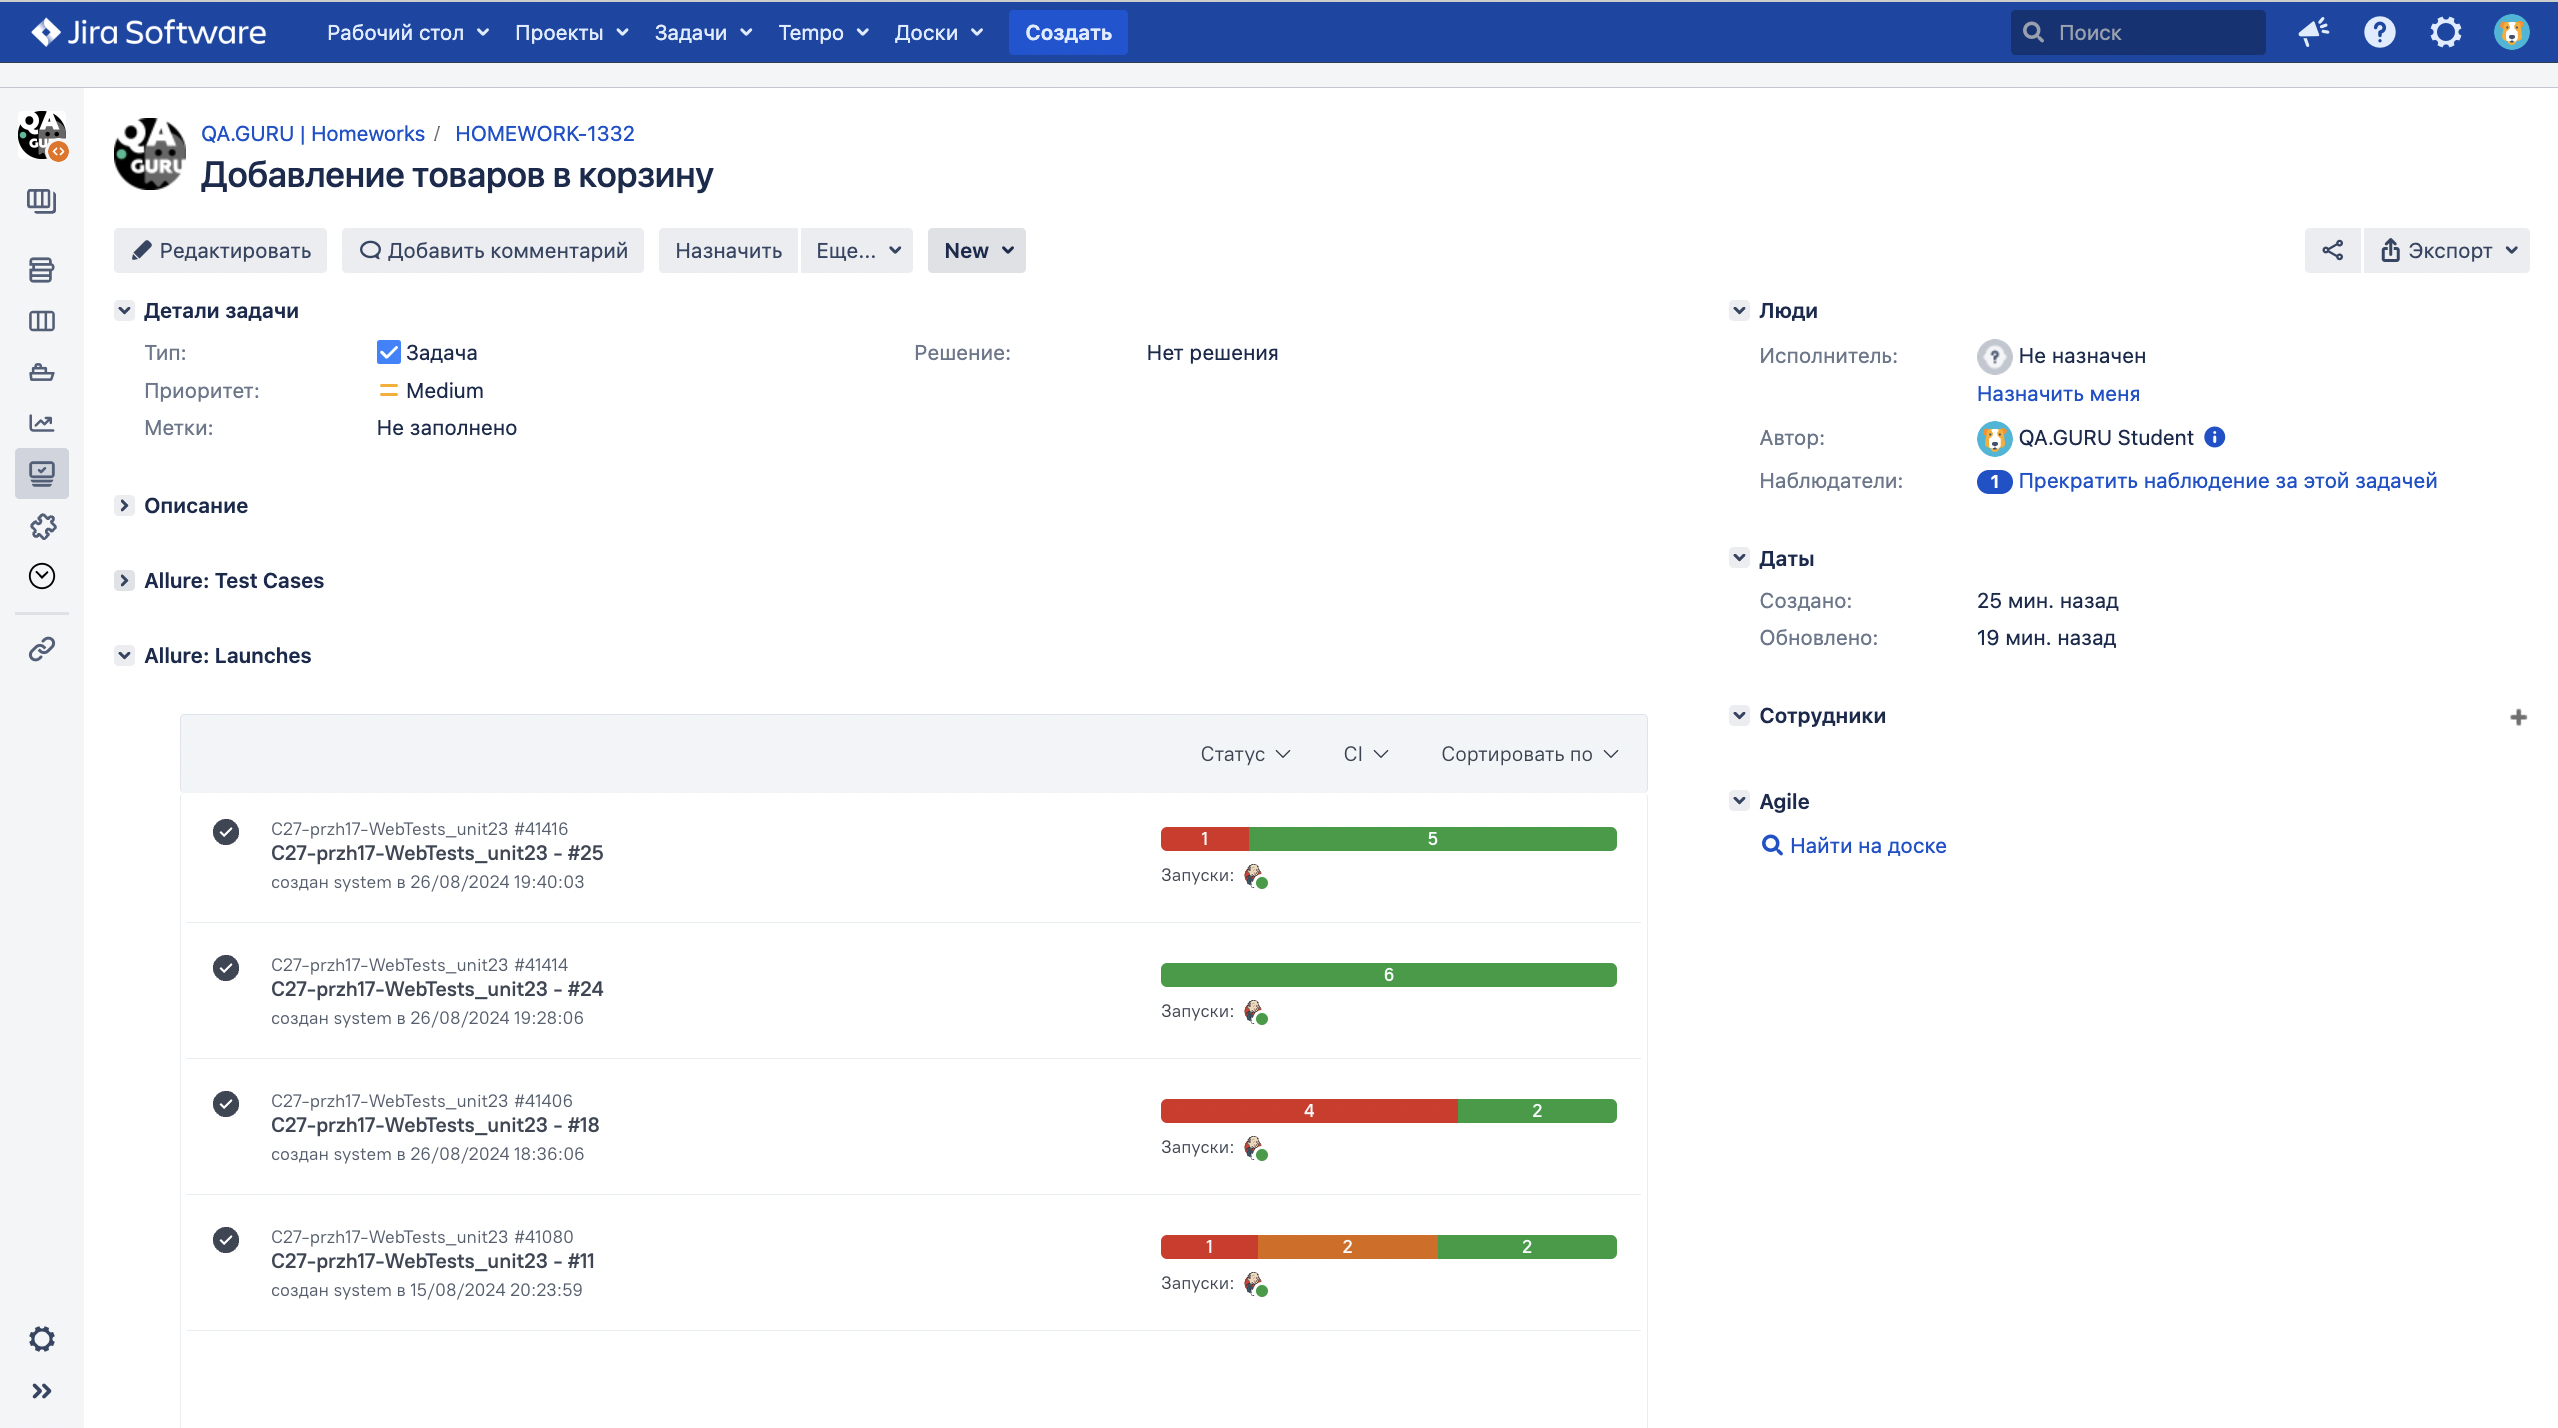 Jira Software Рабочий стол Проекты Задачи Tempo Доски Создать Поиск
QA.GURU | Homeworks / HOMEWORK-1332
Добавление товаров в корзину
Редактировать Добавить комментарий Назначить Еще... New Экспорт
Детали задачи
Тип: Задача Решение: Нет решения
Приоритет: Medium
Метки: Не заполнено
Описание
Allure: Test Cases
Allure: Launches
Статус CI Сортировать по
C27-przh17-WebTests_unit23 #41416
C27-przh17-WebTests_unit23 - #25
создан system в 26/08/2024 19:40:03
1 5
Запуски:
C27-przh17-WebTests_unit23 #41414
C27-przh17-WebTests_unit23 - #24
создан system в 26/08/2024 19:28:06
6
Запуски:
C27-przh17-WebTests_unit23 #41406
C27-przh17-WebTests_unit23 - #18
создан system в 26/08/2024 18:36:06
4 2
Запуски:
C27-przh17-WebTests_unit23 #41080
C27-przh17-WebTests_unit23 - #11
создан system в 15/08/2024 20:23:59
1 2 2
Запуски:
Люди
Исполнитель: Не назначен
Назначить меня
Автор: QA.GURU Student
Наблюдатели: 1 Прекратить наблюдение за этой задачей
Даты
Создано: 25 мин. назад
Обновлено: 19 мин. назад
Сотрудники
Agile
Найти на доске
QA
GURU